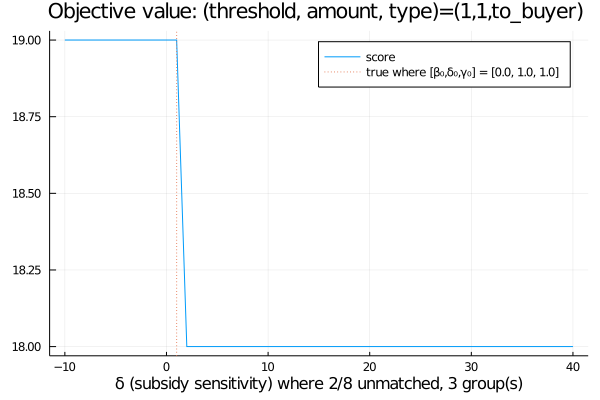 Objective value: (threshold, amount, type)=(1,1,to_buyer)
19.00
18.75
18.50
18.25
18.00
score
true where [β₀,δ₀,γ₀] = [0.0, 1.0, 1.0]
−10 0 10 20 30 40
δ (subsidy sensitivity) where 2/8 unmatched, 3 group(s)